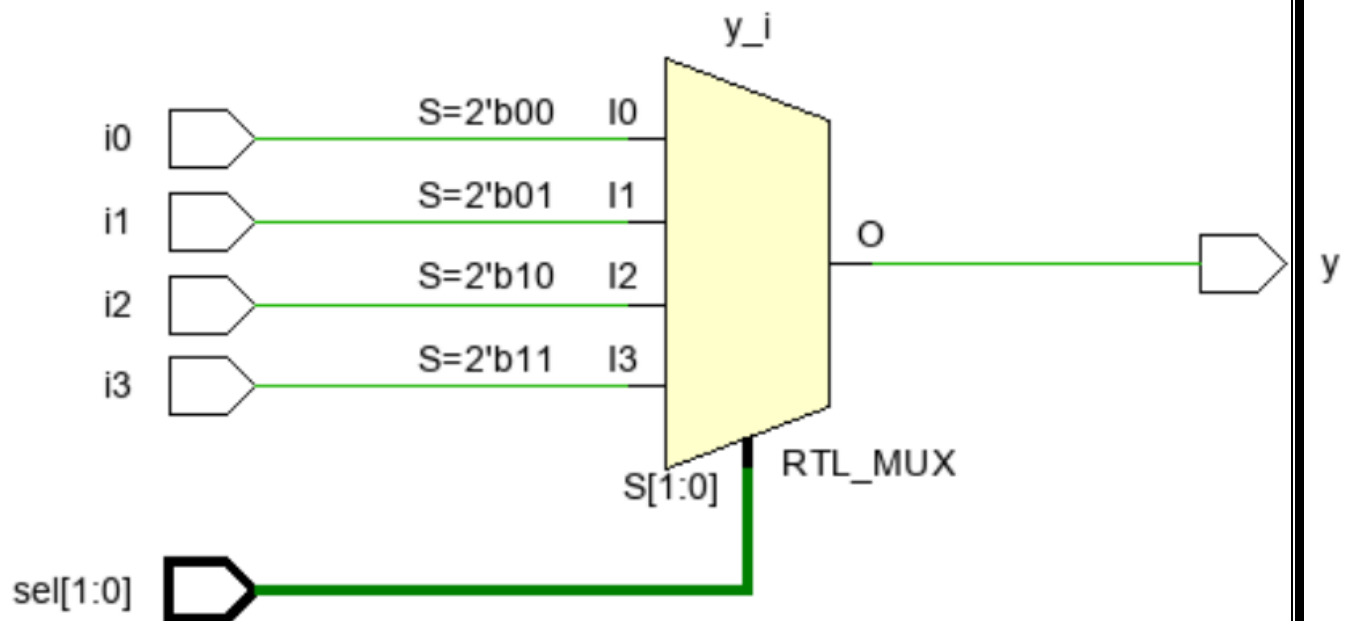 y_i
i0 S=2'b00 I0
i1 S=2'b01 I1
O
i2 S=2'b10 I2
y
i3 S=2'b11 I3
RTL_MUX
S[1:0]
sel[1:0]